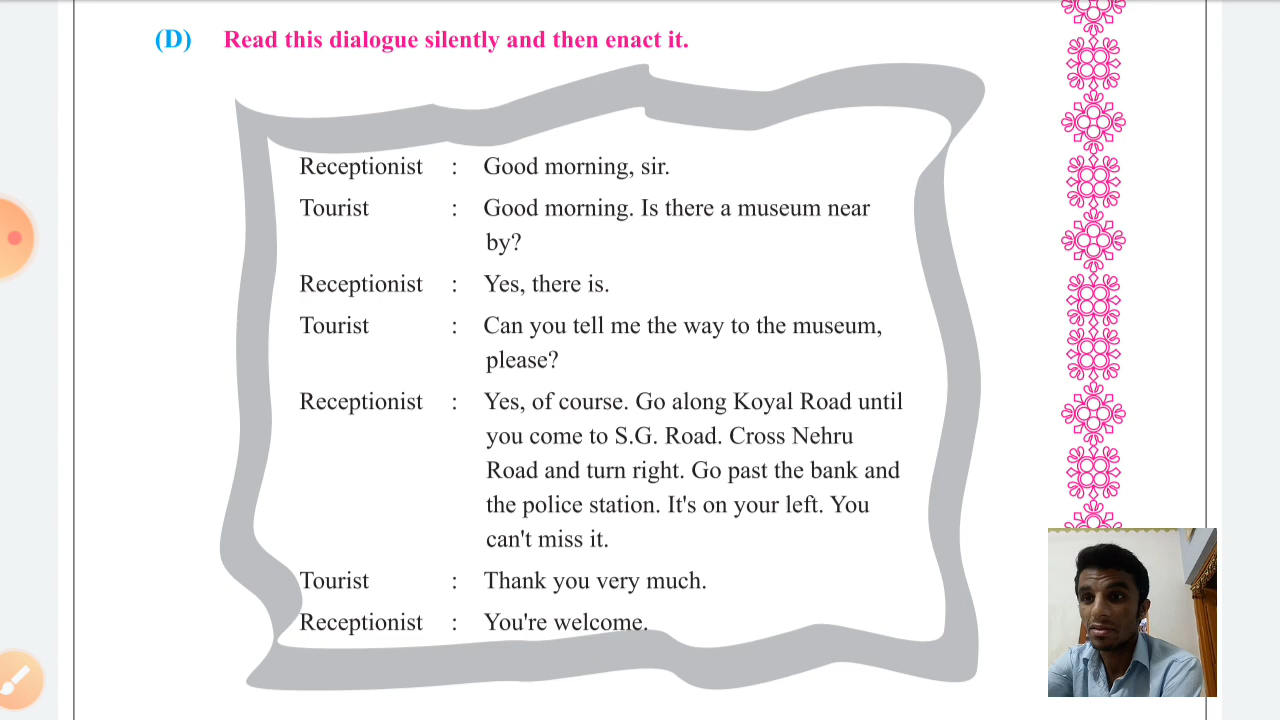 (D) Read this dialogue silently and then enact it.
Receptionist : Good morning, sir.
Tourist : Good morning. Is there a museum near
by?
Receptionist : Yes, there is.
Tourist : Can you tell me the way to the museum,
please?
Receptionist : Yes, of course. Go along Koyal Road until
you come to S.G. Road. Cross Nehru
Road and turn right. Go past the bank and
the police station. It's on your left. You
can't miss it.
Tourist : Thank you very much.
Receptionist : You're welcome.